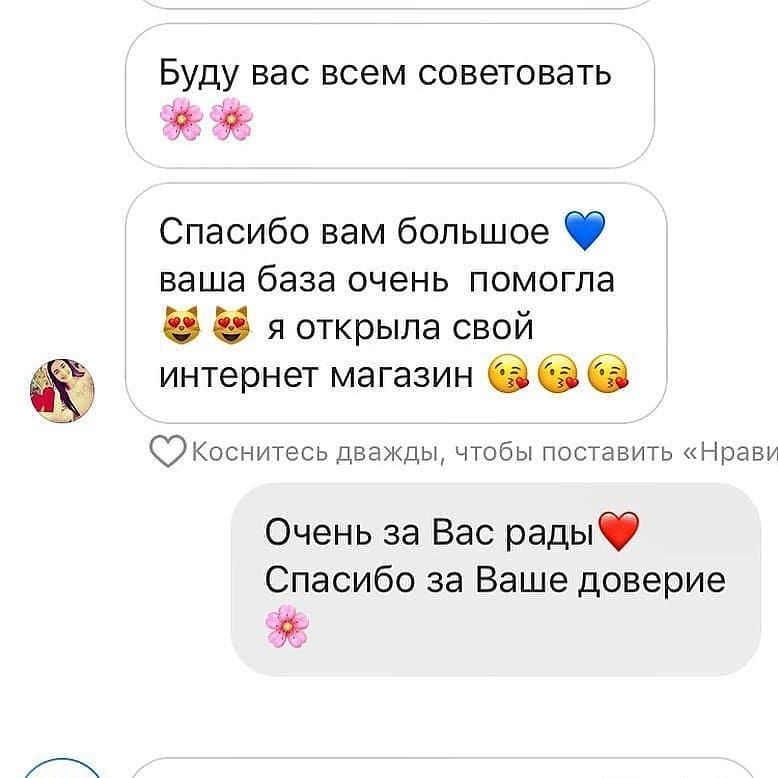 Буду вас всем советовать
🌸🌸
Спасибо вам большое 💙
ваша база очень помогла
😻 😻 я открыла свой
интернет магазин 😘 😘 😘
Коснитесь дважды, чтобы поставить «Нрави
Очень за Вас рады❤️
Спасибо за Ваше доверие
🌸